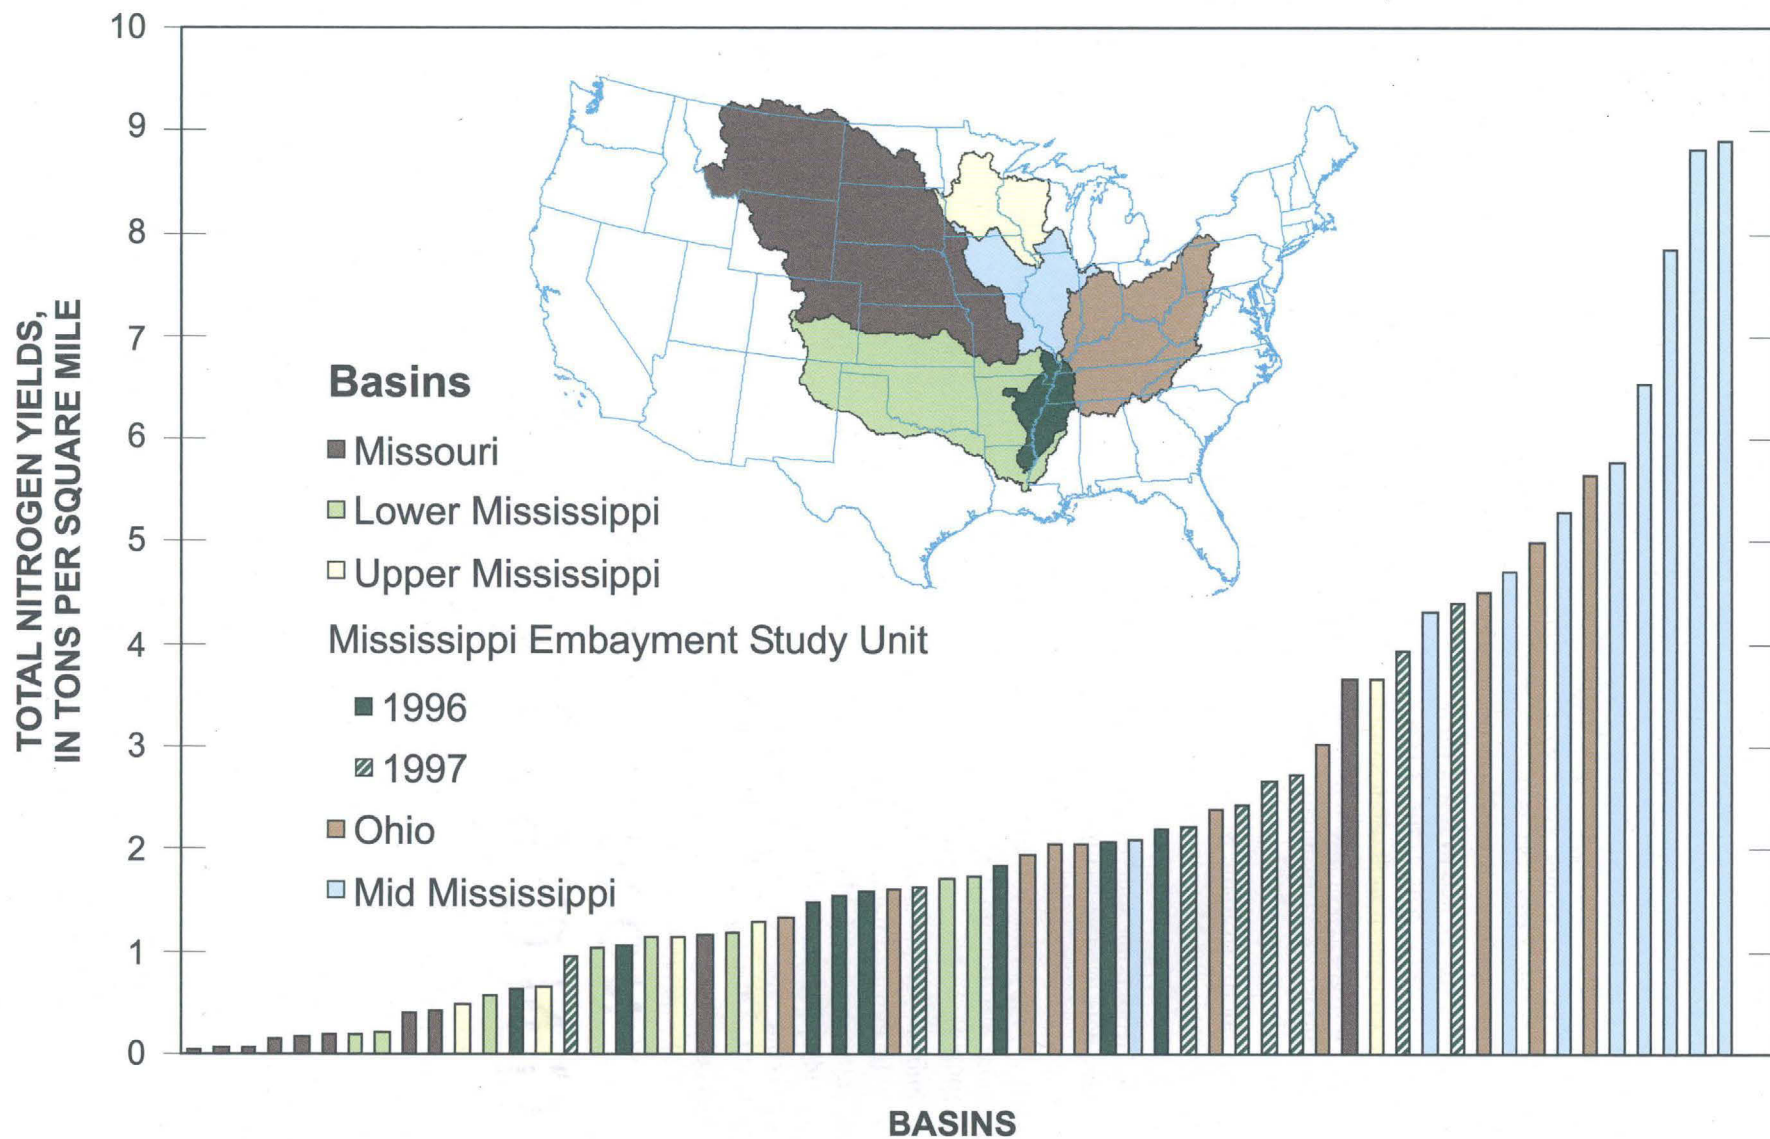 TOTAL NITROGEN YIELDS,
IN TONS PER SQUARE MILE
10
9
8
7
6
5
4
3
2
1
0
Basins
Missouri
Lower Mississippi
Upper Mississippi
Mississippi Embayment Study Unit
1996
1997
Ohio
Mid Mississippi
BASINS